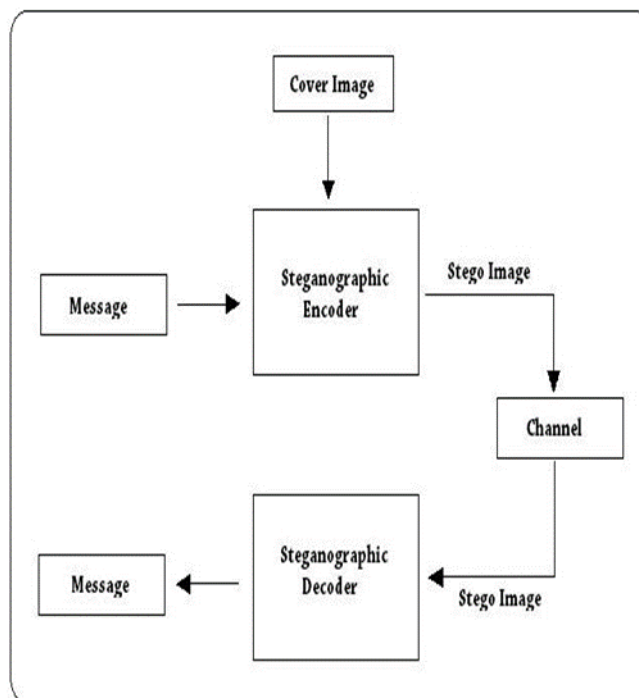 Cover Image
Steganographic
Encoder
Message
Stego Image
Channel
Steganographic
Decoder
Message
Stego Image